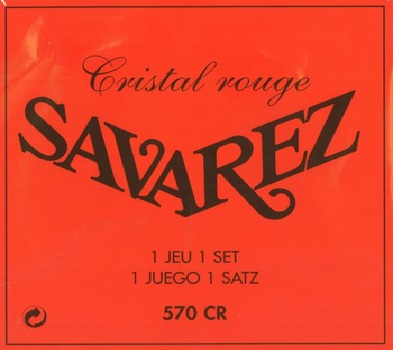 Cristal rouge
SAVAREZ
1 JEU 1 SET
1 JUEGO 1 SATZ
570 CR